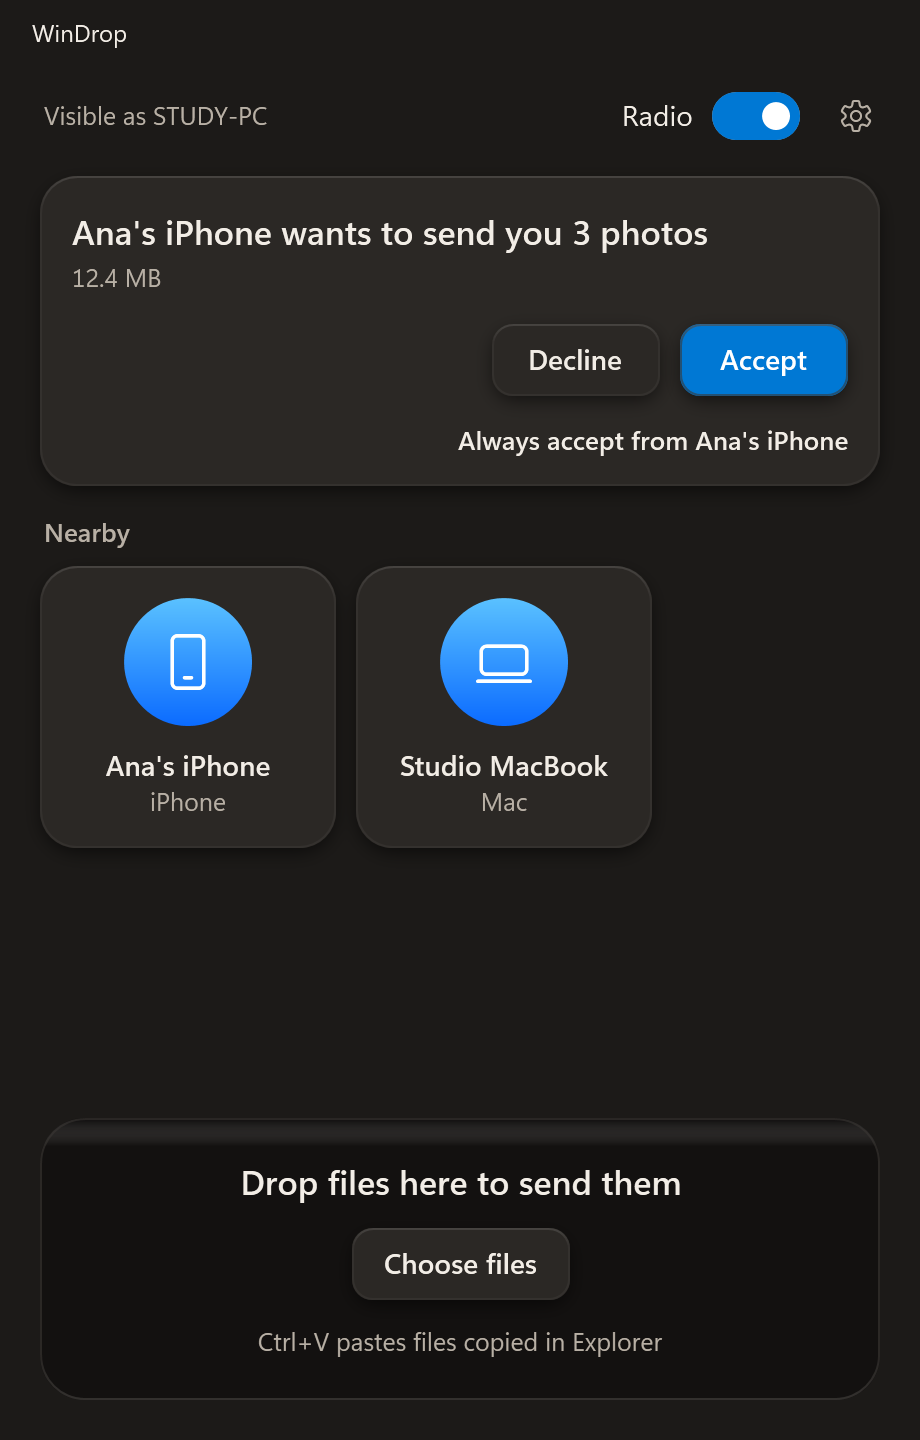 WinDrop
Visible as STUDY-PC
Radio
Ana's iPhone wants to send you 3 photos
12.4 MB
Decline
Accept
Always accept from Ana's iPhone
Nearby
Ana's iPhone
iPhone
Studio MacBook
Mac
Drop files here to send them
Choose files
Ctrl+V pastes files copied in Explorer